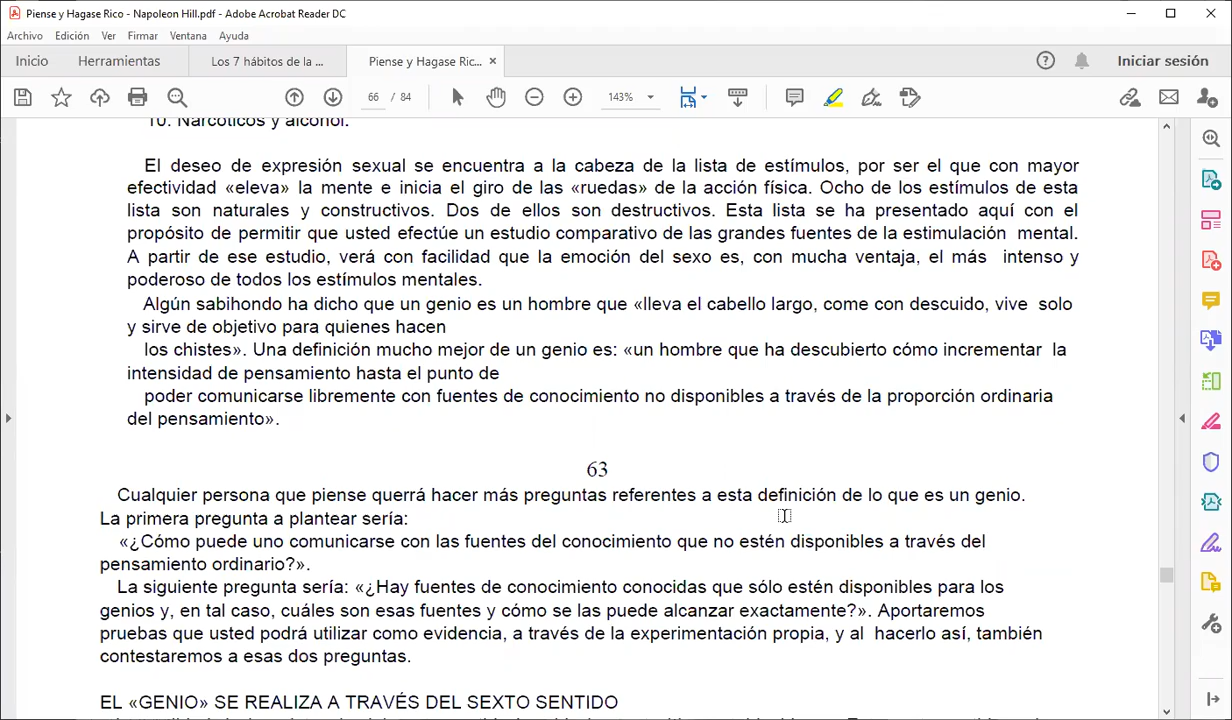 Piense y Hagase Rico - Napoleon Hill.pdf - Adobe Acrobat Reader DC
Archivo Edición Ver Firmar Ventana Ayuda
Inicio Herramientas Los 7 hábitos de la ... Piense y Hagase Ric... × Iniciar sesión
66 / 84 143%
10. Narcóticos y alcohol.
El deseo de expresión sexual se encuentra a la cabeza de la lista de estímulos, por ser el que con mayor
efectividad «eleva» la mente e inicia el giro de las «ruedas» de la acción física. Ocho de los estímulos de esta
lista son naturales y constructivos. Dos de ellos son destructivos. Esta lista se ha presentado aquí con el
propósito de permitir que usted efectúe un estudio comparativo de las grandes fuentes de la estimulación mental.
A partir de ese estudio, verá con facilidad que la emoción del sexo es, con mucha ventaja, el más intenso y
poderoso de todos los estímulos mentales.
Algún sabihondo ha dicho que un genio es un hombre que «lleva el cabello largo, come con descuido, vive solo
y sirve de objetivo para quienes hacen
los chistes». Una definición mucho mejor de un genio es: «un hombre que ha descubierto cómo incrementar la
intensidad de pensamiento hasta el punto de
poder comunicarse libremente con fuentes de conocimiento no disponibles a través de la proporción ordinaria
del pensamiento».
63
Cualquier persona que piense querrá hacer más preguntas referentes a esta definición de lo que es un genio.
La primera pregunta a plantear sería:
«¿Cómo puede uno comunicarse con las fuentes del conocimiento que no estén disponibles a través del
pensamiento ordinario?».
La siguiente pregunta sería: «¿Hay fuentes de conocimiento conocidas que sólo estén disponibles para los
genios y, en tal caso, cuáles son esas fuentes y cómo se las puede alcanzar exactamente?». Aportaremos
pruebas que usted podrá utilizar como evidencia, a través de la experimentación propia, y al hacerlo así, también
contestaremos a esas dos preguntas.
EL «GENIO» SE REALIZA A TRAVÉS DEL SEXTO SENTIDO